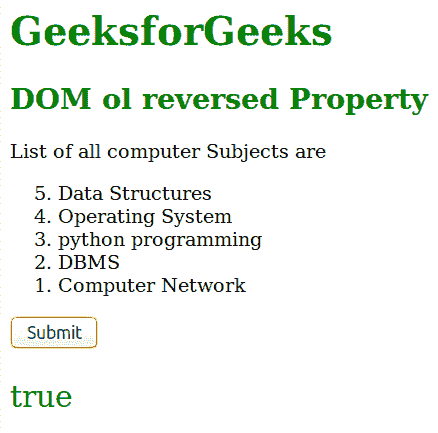 GeeksforGeeks
DOM ol reversed Property
List of all computer Subjects are
5. Data Structures
4. Operating System
3. python programming
2. DBMS
1. Computer Network
Submit
true